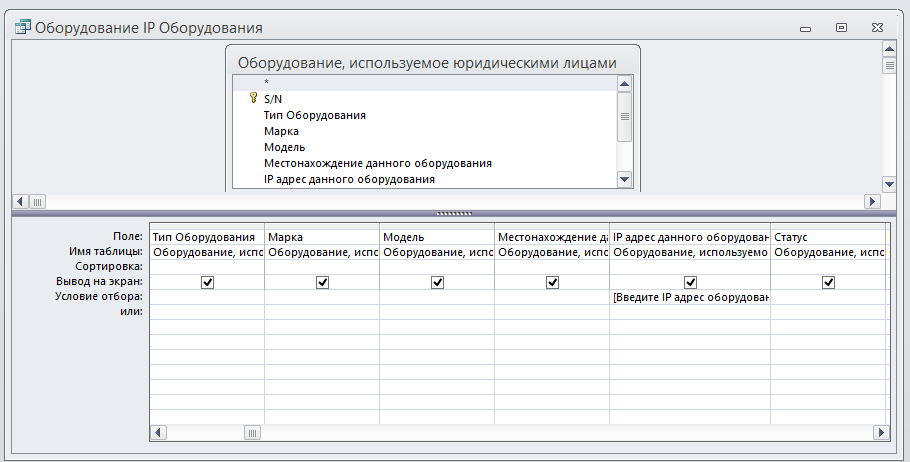 Оборудование IP Оборудования
Оборудование, используемое юридическими лицами
*
S/N
Тип Оборудования
Марка
Модель
Местонахождение данного оборудования
IP адрес данного оборудования
Поле: Тип Оборудования Марка Модель Местонахождение да IP адрес данного оборудован Статус
Имя таблицы: Оборудование, испо Оборудование, испо Оборудование, испо Оборудование, испо Оборудование, используемо Оборудование, испо
Сортировка:
Вывод на экран:
Условие отбора: [Введите IP адрес оборудован
или: